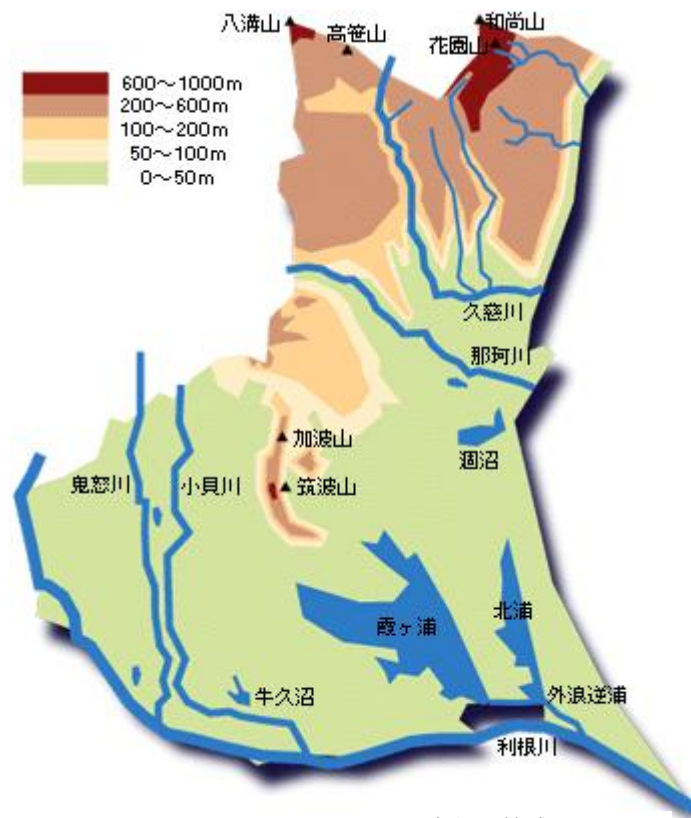 八溝山
高笹山
和尚山
花園山
600～1000m
200～600m
100～200m
50～100m
0～50m
久慈川
那珂川
加波山
涸沼
鬼怒川
小貝川
筑波山
霞ヶ浦
北浦
牛久沼
外浪逆浦
利根川